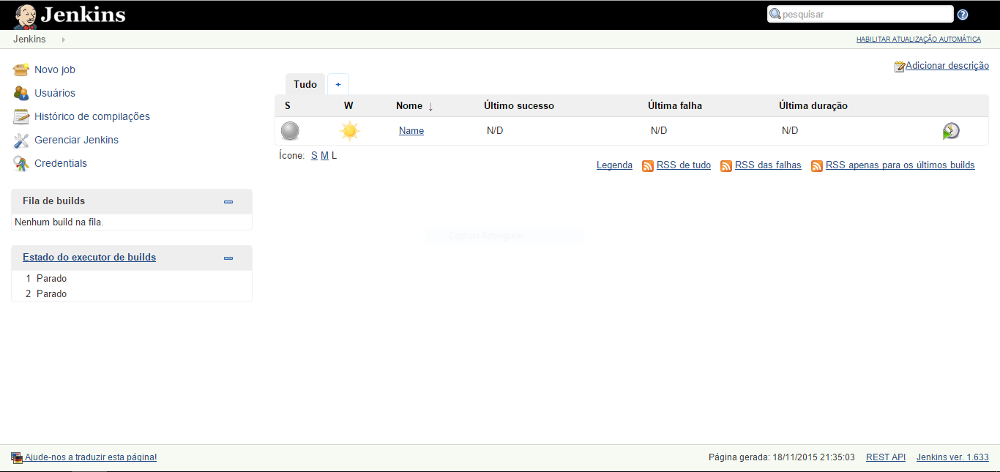 Jenkins
pesquisar
Jenkins
HABILITAR ATUALIZAÇÃO AUTOMÁTICA
Novo job
Usuários
Histórico de compilações
Gerenciar Jenkins
Credentials
Fila de builds
Nenhum build na fila.
Estado do executor de builds
1 Parado
2 Parado
Adicionar descrição
Tudo +
S W Nome ↓ Último sucesso Última falha Última duração
Name N/D N/D N/D
Ícone: S M L
Legenda RSS de tudo RSS das falhas RSS apenas para os últimos builds
Captura Retangular
Ajude-nos a traduzir esta página!
Página gerada: 18/11/2015 21:35:03 REST API Jenkins ver. 1.633